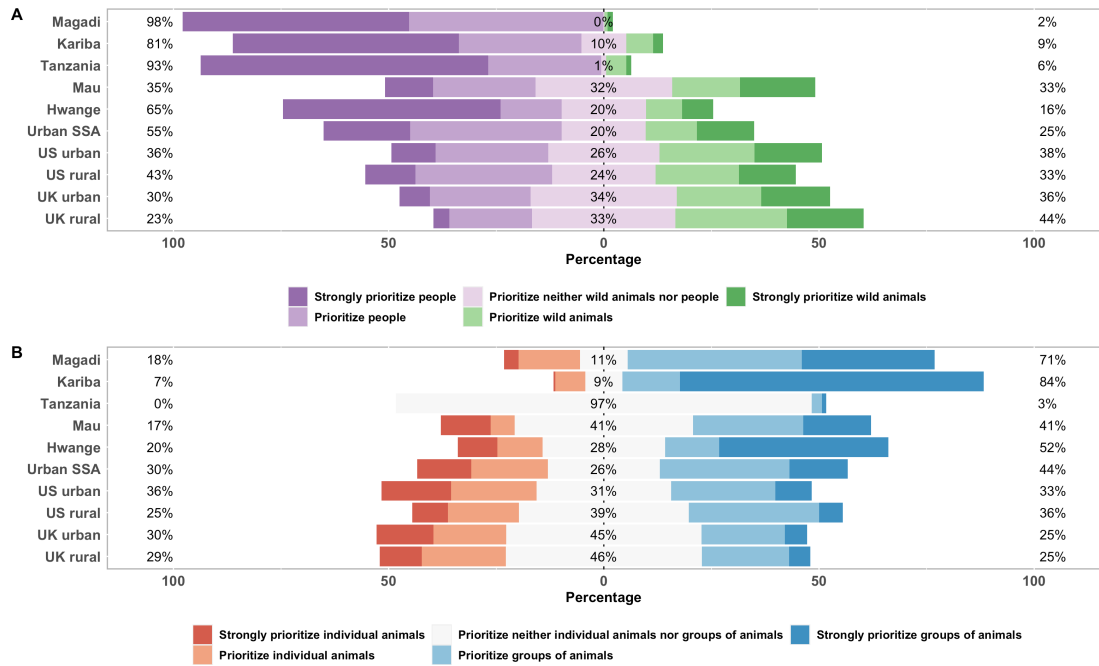 A
Magadi 98% 0% 2%
Kariba 81% 10% 9%
Tanzania 93% 1% 6%
Mau 35% 32% 33%
Hwange 65% 20% 16%
Urban SSA 55% 20% 25%
US urban 36% 26% 38%
US rural 43% 24% 33%
UK urban 30% 34% 36%
UK rural 23% 33% 44%
100 50 0 50 100
Percentage
Strongly prioritize people Prioritize neither wild animals nor people Strongly prioritize wild animals
Prioritize people Prioritize wild animals
B
Magadi 18% 11% 71%
Kariba 7% 9% 84%
Tanzania 0% 97% 3%
Mau 17% 41% 41%
Hwange 20% 28% 52%
Urban SSA 30% 26% 44%
US urban 36% 31% 33%
US rural 25% 39% 36%
UK urban 30% 45% 25%
UK rural 29% 46% 25%
100 50 0 50 100
Percentage
Strongly prioritize individual animals Prioritize neither individual animals nor groups of animals Strongly prioritize groups of animals
Prioritize individual animals Prioritize groups of animals